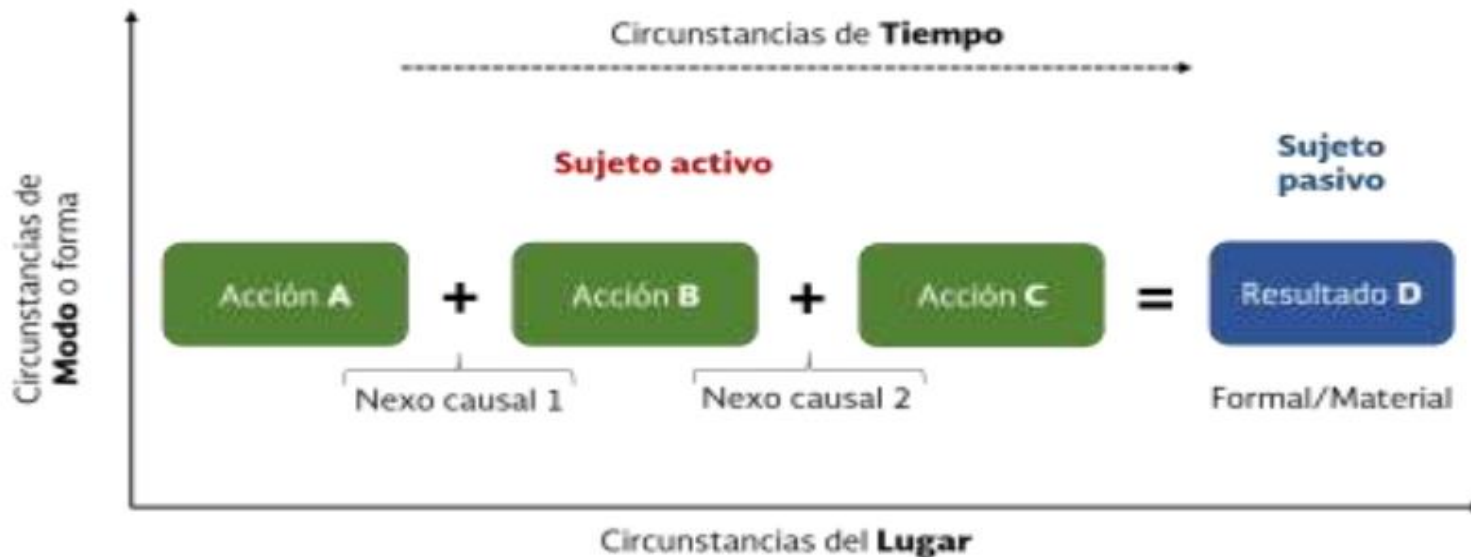 Circunstancias de Tiempo
Sujeto activo
Sujeto
pasivo
Circunstancias de
Modo o forma
Acción A
+
Acción B
+
Acción C
=
Resultado D
Nexo causal 1
Nexo causal 2
Formal/Material
Circunstancias del Lugar